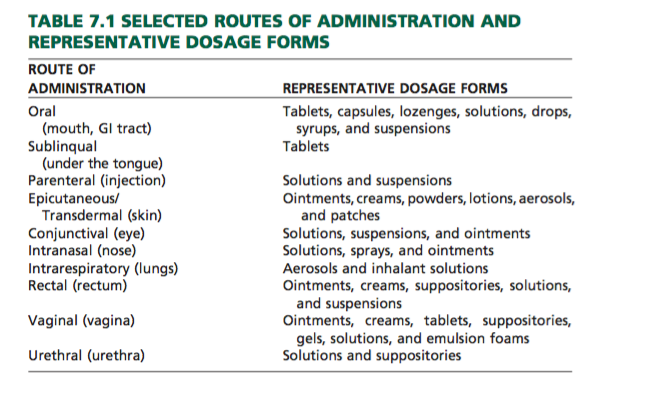 TABLE 7.1 SELECTED ROUTES OF ADMINISTRATION AND
REPRESENTATIVE DOSAGE FORMS
ROUTE OF
ADMINISTRATION REPRESENTATIVE DOSAGE FORMS
Oral Tablets, capsules, lozenges, solutions, drops,
(mouth, GI tract) syrups, and suspensions
Sublinqual Tablets
(under the tongue)
Parenteral (injection) Solutions and suspensions
Epicutaneous/ Ointments, creams, powders, lotions, aerosols,
Transdermal (skin) and patches
Conjunctival (eye) Solutions, suspensions, and ointments
Intranasal (nose) Solutions, sprays, and ointments
Intrarespiratory (lungs) Aerosols and inhalant solutions
Rectal (rectum) Ointments, creams, suppositories, solutions,
and suspensions
Vaginal (vagina) Ointments, creams, tablets, suppositories,
gels, solutions, and emulsion foams
Urethral (urethra) Solutions and suppositories